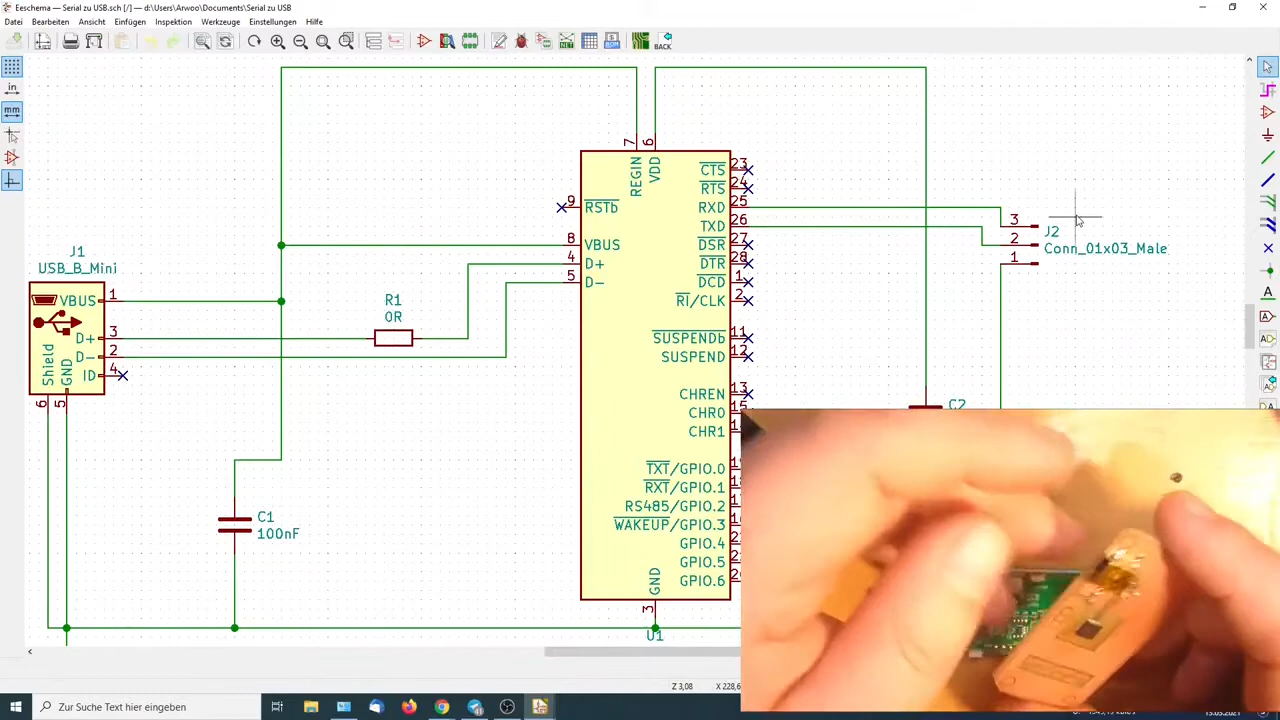 Eeschema — Serial zu USB.sch [/] — d:\Users\Arwoo\Documents\Serial zu USB\
Datei Bearbeiten Ansicht Einfügen Inspektion Werkzeuge Einstellungen Hilfe
BACK
in
mm
A
7
6
REGIN
VDD
CTS 23
RTS 24
RXD 25
TXD 26
DSR 27
DTR 28
DCD 1
RI/CLK 2
SUSPENDb 11
SUSPEND 12
CHREN 13
CHR0 15
CHR1
TXT/GPIO.0
RXT/GPIO.1
RS485/GPIO.2
WAKEUP/GPIO.3
GPIO.4
GPIO.5
GPIO.6
9 RSTb
8 VBUS
4 D+
5 D-
GND
3
U1
3
2
1
J2
Conn_01x03_Male
J1
USB_B_Mini
VBUS 1
D+ 3
D- 2
ID 4
Shield
GND
6
5
R1
0R
C1
100nF
C2
Z 3,08
X 228,6
Zur Suche Text hier eingeben